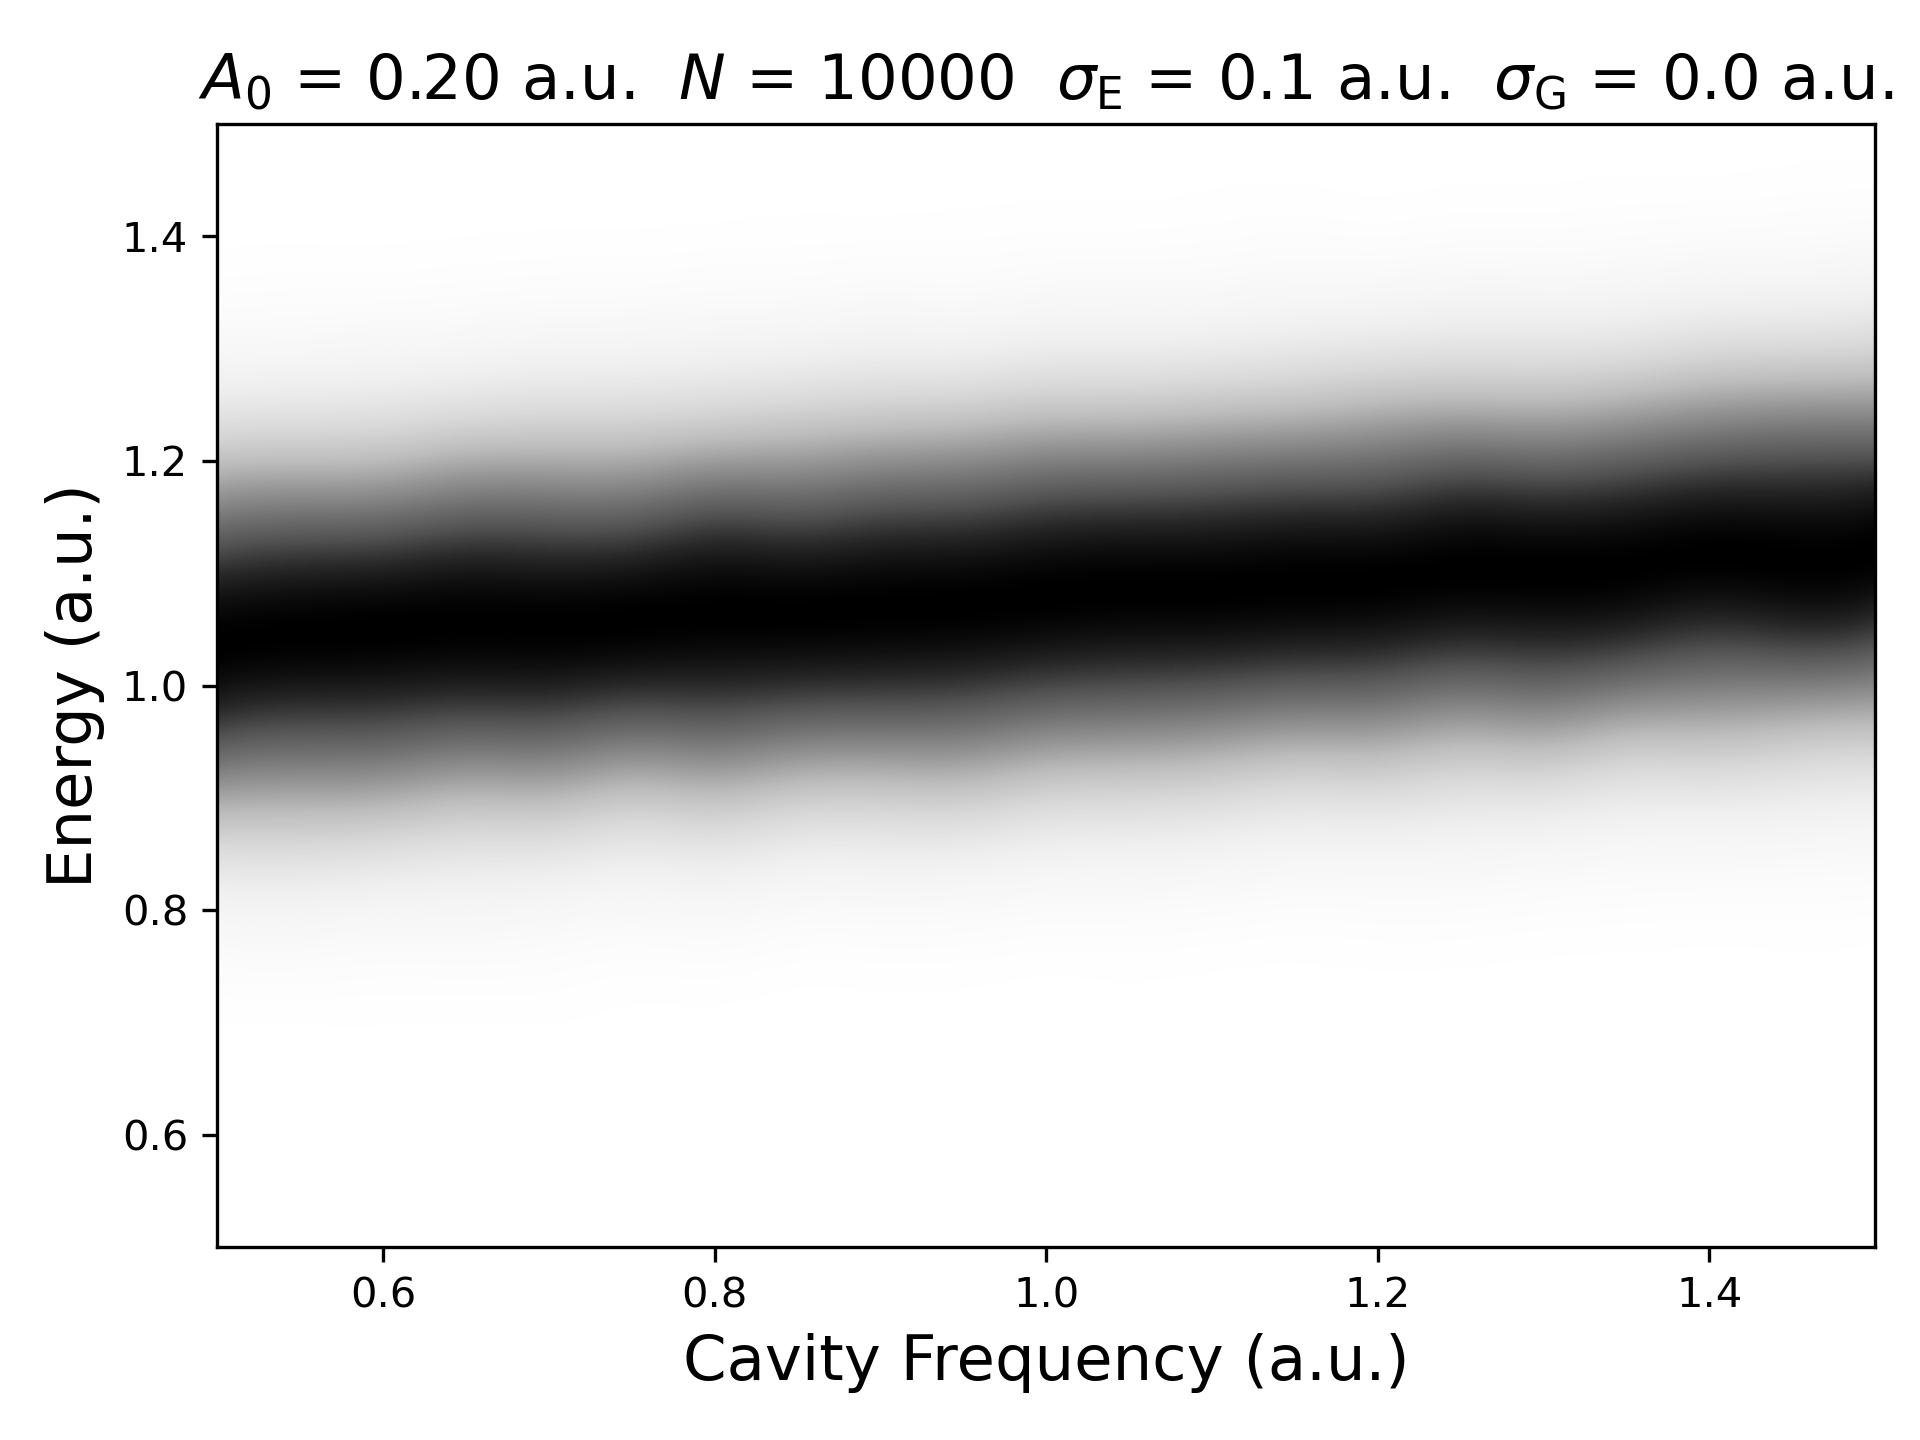 A₀ = 0.20 a.u. N = 10000 σE = 0.1 a.u. σG = 0.0 a.u.
Energy (a.u.)
1.4
1.2
1.0
0.8
0.6
0.6 0.8 1.0 1.2 1.4
Cavity Frequency (a.u.)